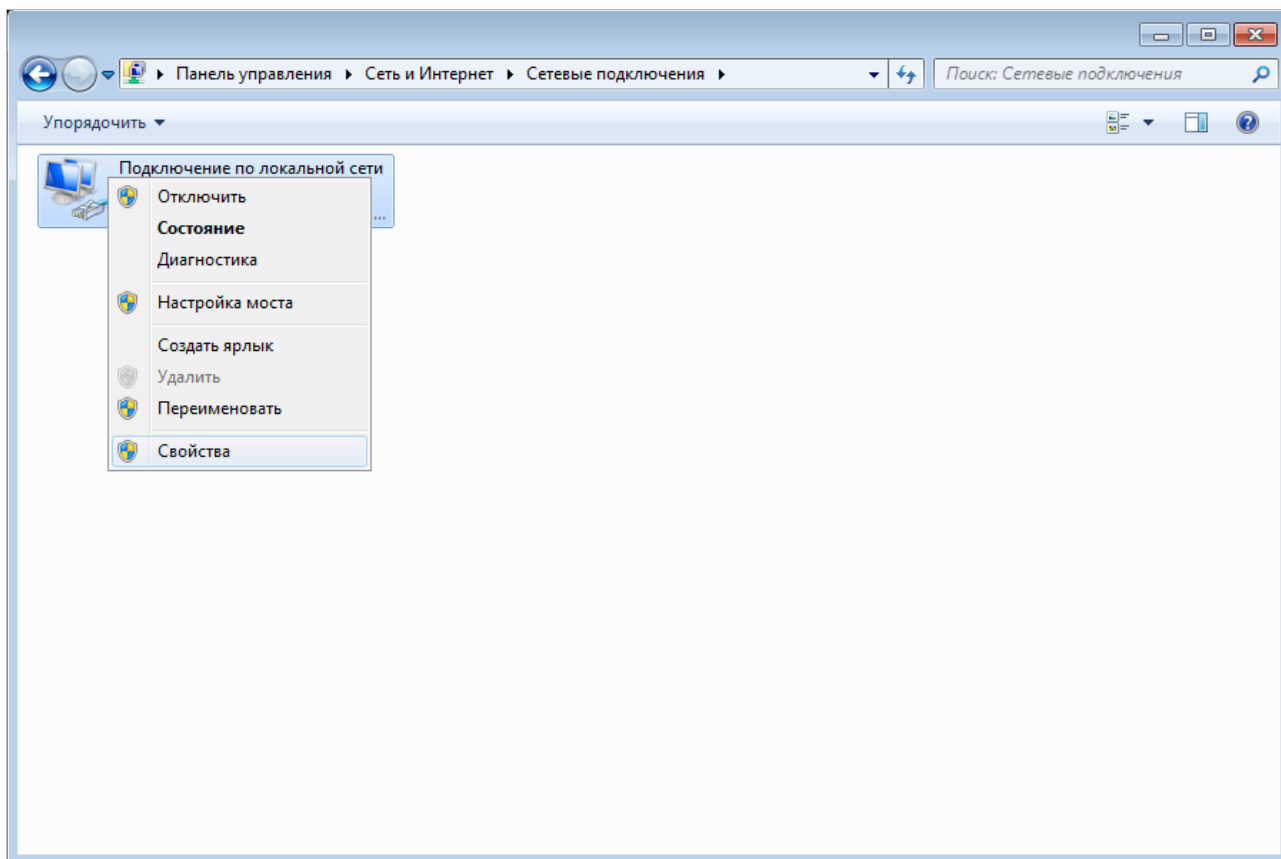 Панель управления Сеть и Интернет Сетевые подключения Поиск: Сетевые подключения
Упорядочить
Подключение по локальной сети
...
Отключить
Состояние
Диагностика
Настройка моста
Создать ярлык
Удалить
Переименовать
Свойства